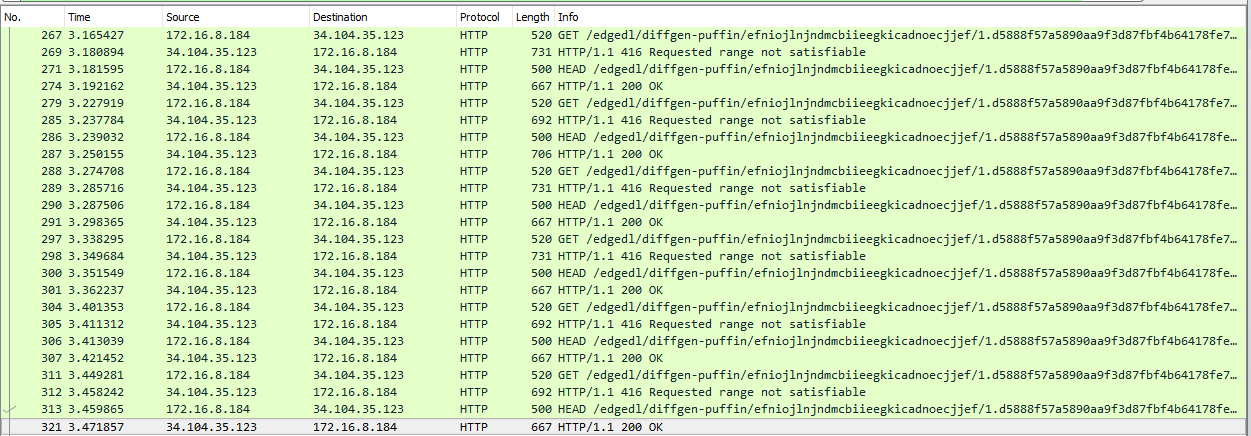 No. Time Source Destination Protocol Length Info
267 3.165427 172.16.8.184 34.104.35.123 HTTP 520 GET /edgedl/diffgen-puffin/efniojlnjndmcbiieegkicadnoecjjef/1.d5888f57a5890aa9f3d87fbf4b64178fe7…
269 3.180894 34.104.35.123 172.16.8.184 HTTP 731 HTTP/1.1 416 Requested range not satisfiable
271 3.181595 172.16.8.184 34.104.35.123 HTTP 500 HEAD /edgedl/diffgen-puffin/efniojlnjndmcbiieegkicadnoecjjef/1.d5888f57a5890aa9f3d87fbf4b64178fe…
274 3.192162 34.104.35.123 172.16.8.184 HTTP 667 HTTP/1.1 200 OK
279 3.227919 172.16.8.184 34.104.35.123 HTTP 520 GET /edgedl/diffgen-puffin/efniojlnjndmcbiieegkicadnoecjjef/1.d5888f57a5890aa9f3d87fbf4b64178fe7…
285 3.237784 34.104.35.123 172.16.8.184 HTTP 692 HTTP/1.1 416 Requested range not satisfiable
286 3.239032 172.16.8.184 34.104.35.123 HTTP 500 HEAD /edgedl/diffgen-puffin/efniojlnjndmcbiieegkicadnoecjjef/1.d5888f57a5890aa9f3d87fbf4b64178fe…
287 3.250155 34.104.35.123 172.16.8.184 HTTP 706 HTTP/1.1 200 OK
288 3.274708 172.16.8.184 34.104.35.123 HTTP 520 GET /edgedl/diffgen-puffin/efniojlnjndmcbiieegkicadnoecjjef/1.d5888f57a5890aa9f3d87fbf4b64178fe7…
289 3.285716 34.104.35.123 172.16.8.184 HTTP 731 HTTP/1.1 416 Requested range not satisfiable
290 3.287506 172.16.8.184 34.104.35.123 HTTP 500 HEAD /edgedl/diffgen-puffin/efniojlnjndmcbiieegkicadnoecjjef/1.d5888f57a5890aa9f3d87fbf4b64178fe…
291 3.298365 34.104.35.123 172.16.8.184 HTTP 667 HTTP/1.1 200 OK
297 3.338295 172.16.8.184 34.104.35.123 HTTP 520 GET /edgedl/diffgen-puffin/efniojlnjndmcbiieegkicadnoecjjef/1.d5888f57a5890aa9f3d87fbf4b64178fe7…
298 3.349684 34.104.35.123 172.16.8.184 HTTP 731 HTTP/1.1 416 Requested range not satisfiable
300 3.351549 172.16.8.184 34.104.35.123 HTTP 500 HEAD /edgedl/diffgen-puffin/efniojlnjndmcbiieegkicadnoecjjef/1.d5888f57a5890aa9f3d87fbf4b64178fe…
301 3.362237 34.104.35.123 172.16.8.184 HTTP 667 HTTP/1.1 200 OK
304 3.401353 172.16.8.184 34.104.35.123 HTTP 520 GET /edgedl/diffgen-puffin/efniojlnjndmcbiieegkicadnoecjjef/1.d5888f57a5890aa9f3d87fbf4b64178fe7…
305 3.411312 34.104.35.123 172.16.8.184 HTTP 692 HTTP/1.1 416 Requested range not satisfiable
306 3.413039 172.16.8.184 34.104.35.123 HTTP 500 HEAD /edgedl/diffgen-puffin/efniojlnjndmcbiieegkicadnoecjjef/1.d5888f57a5890aa9f3d87fbf4b64178fe…
307 3.421452 34.104.35.123 172.16.8.184 HTTP 667 HTTP/1.1 200 OK
311 3.449281 172.16.8.184 34.104.35.123 HTTP 520 GET /edgedl/diffgen-puffin/efniojlnjndmcbiieegkicadnoecjjef/1.d5888f57a5890aa9f3d87fbf4b64178fe7…
312 3.458242 34.104.35.123 172.16.8.184 HTTP 692 HTTP/1.1 416 Requested range not satisfiable
313 3.459865 172.16.8.184 34.104.35.123 HTTP 500 HEAD /edgedl/diffgen-puffin/efniojlnjndmcbiieegkicadnoecjjef/1.d5888f57a5890aa9f3d87fbf4b64178fe…
321 3.471857 34.104.35.123 172.16.8.184 HTTP 667 HTTP/1.1 200 OK